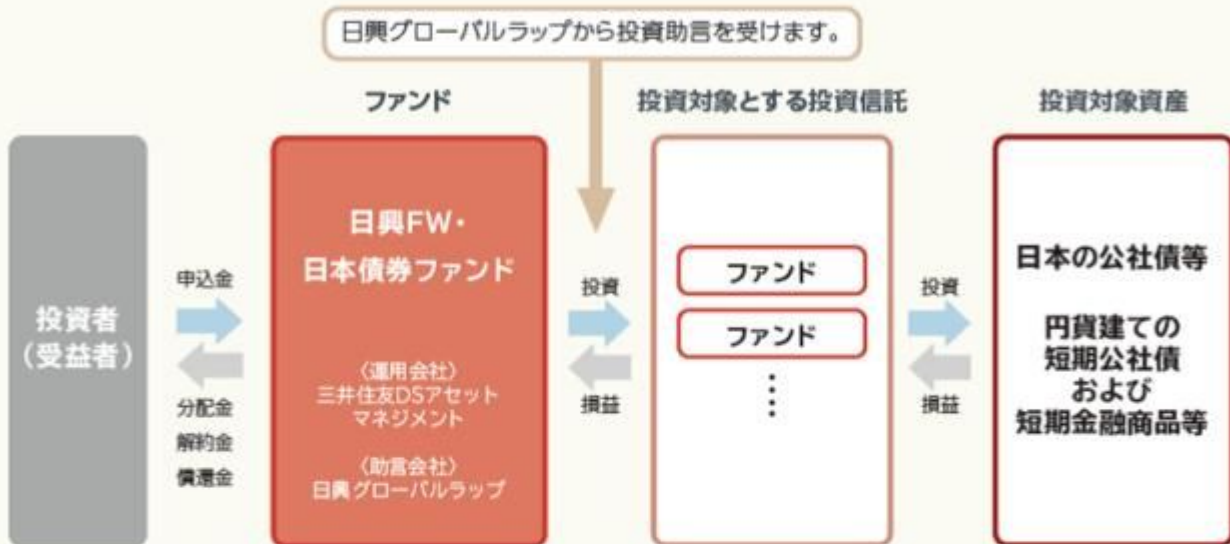 日興グローバルラップから投資助言を受けます。
ファンド
投資対象とする投資信託
投資対象資産
投資者
(受益者)
申込金
分配金
解約金
償還金
日興FW・
日本債券ファンド
〈運用会社〉
三井住友DSアセット
マネジメント
〈助言会社〉
日興グローバルラップ
投資
損益
ファンド
ファンド
投資
損益
日本の公社債等
円貨建ての
短期公社債
および
短期金融商品等